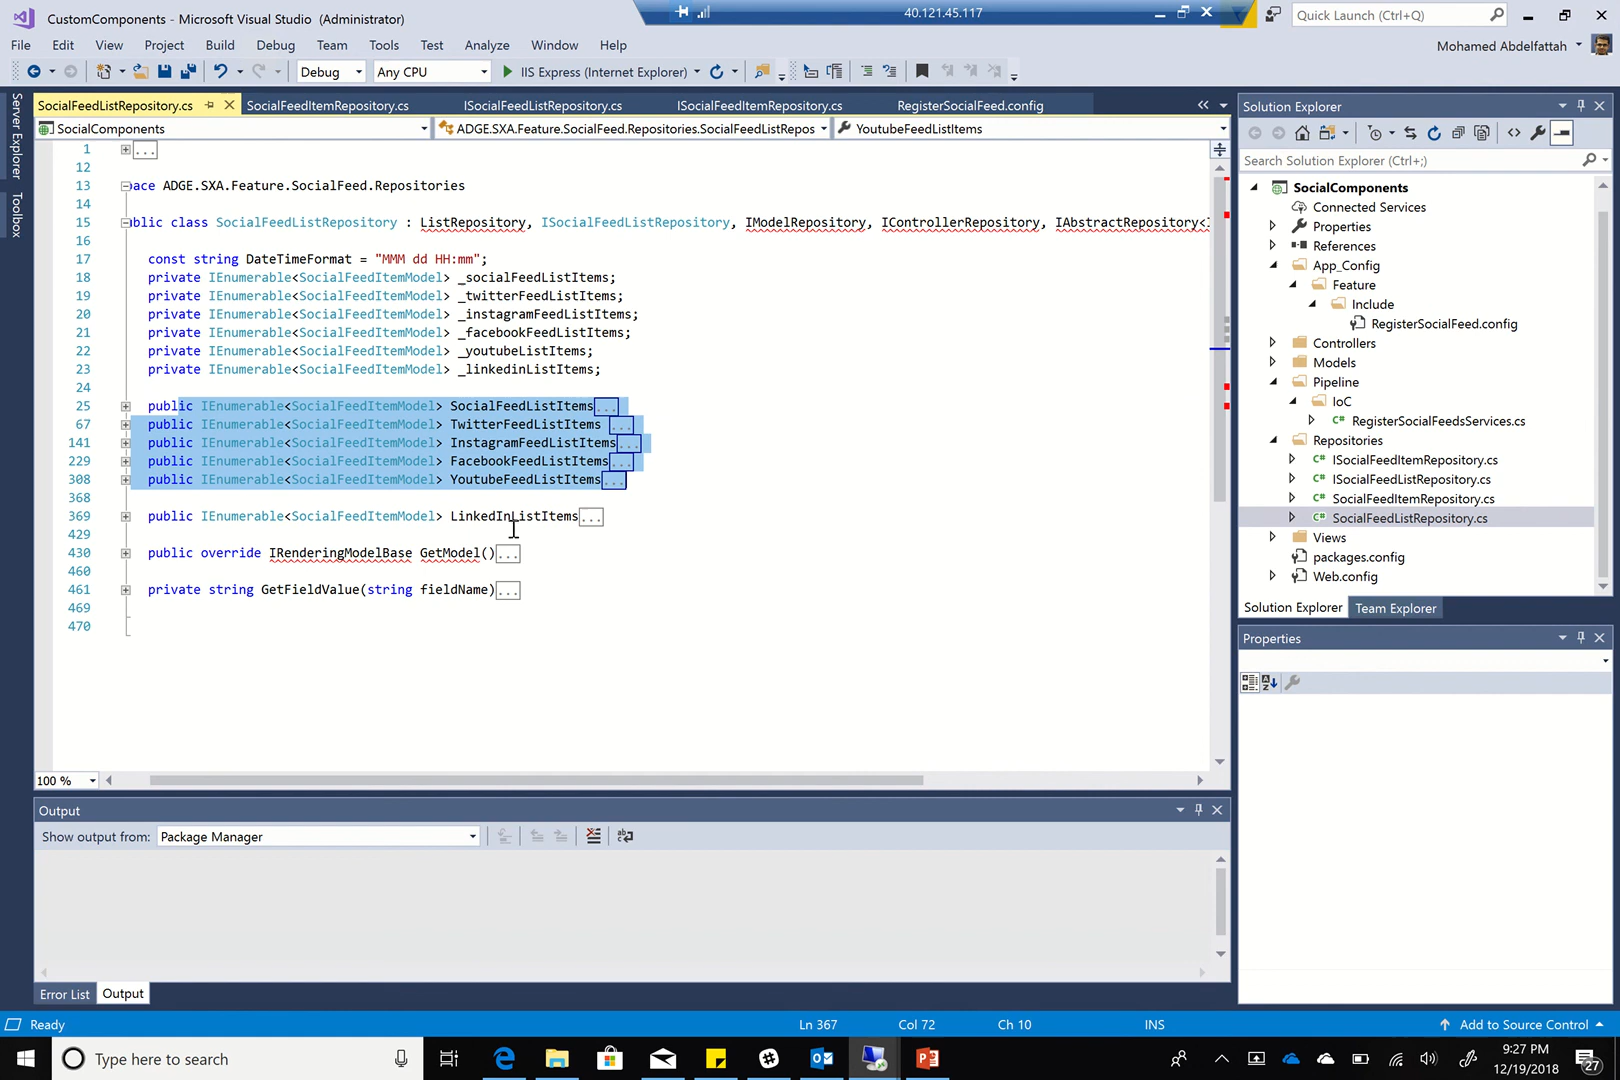 CustomComponents - Microsoft Visual Studio (Administrator)
40.121.45.117
Quick Launch (Ctrl+Q)
File Edit View Project Build Debug Team Tools Test Analyze Window Help
Mohamed Abdelfattah
Debug Any CPU IIS Express (Internet Explorer)
Server Explorer
Toolbox
SocialFeedListRepository.cs SocialFeedItemRepository.cs ISocialFeedListRepository.cs ISocialFeedItemRepository.cs RegisterSocialFeed.config
SocialComponents ADGE.SXA.Feature.SocialFeed.Repositories.SocialFeedListRepos YoutubeFeedListItems
1 ...
12
13 ace ADGE.SXA.Feature.SocialFeed.Repositories
14
15 blic class SocialFeedListRepository : ListRepository, ISocialFeedListRepository, IModelRepository, IControllerRepository, IAbstractRepository<I
16
17 const string DateTimeFormat = "MMM dd HH:mm";
18 private IEnumerable<SocialFeedItemModel> _socialFeedListItems;
19 private IEnumerable<SocialFeedItemModel> _twitterFeedListItems;
20 private IEnumerable<SocialFeedItemModel> _instagramFeedListItems;
21 private IEnumerable<SocialFeedItemModel> _facebookFeedListItems;
22 private IEnumerable<SocialFeedItemModel> _youtubeListItems;
23 private IEnumerable<SocialFeedItemModel> _linkedinListItems;
24
25 public IEnumerable<SocialFeedItemModel> SocialFeedListItems...
67 public IEnumerable<SocialFeedItemModel> TwitterFeedListItems ...
141 public IEnumerable<SocialFeedItemModel> InstagramFeedListItems...
229 public IEnumerable<SocialFeedItemModel> FacebookFeedListItems...
308 public IEnumerable<SocialFeedItemModel> YoutubeFeedListItems...
368
369 public IEnumerable<SocialFeedItemModel> LinkedInListItems...
429
430 public override IRenderingModelBase GetModel()...
460
461 private string GetFieldValue(string fieldName)...
469
470
100 %
Output
Show output from: Package Manager
Error List Output
Solution Explorer
Search Solution Explorer (Ctrl+;)
SocialComponents
Connected Services
Properties
References
App_Config
Feature
Include
RegisterSocialFeed.config
Controllers
Models
Pipeline
IoC
RegisterSocialFeedsServices.cs
Repositories
ISocialFeedItemRepository.cs
ISocialFeedListRepository.cs
SocialFeedItemRepository.cs
SocialFeedListRepository.cs
Views
packages.config
Web.config
Solution Explorer Team Explorer
Properties
Ready Ln 367 Col 72 Ch 10 INS Add to Source Control
Type here to search
9:27 PM
12/19/2018
27